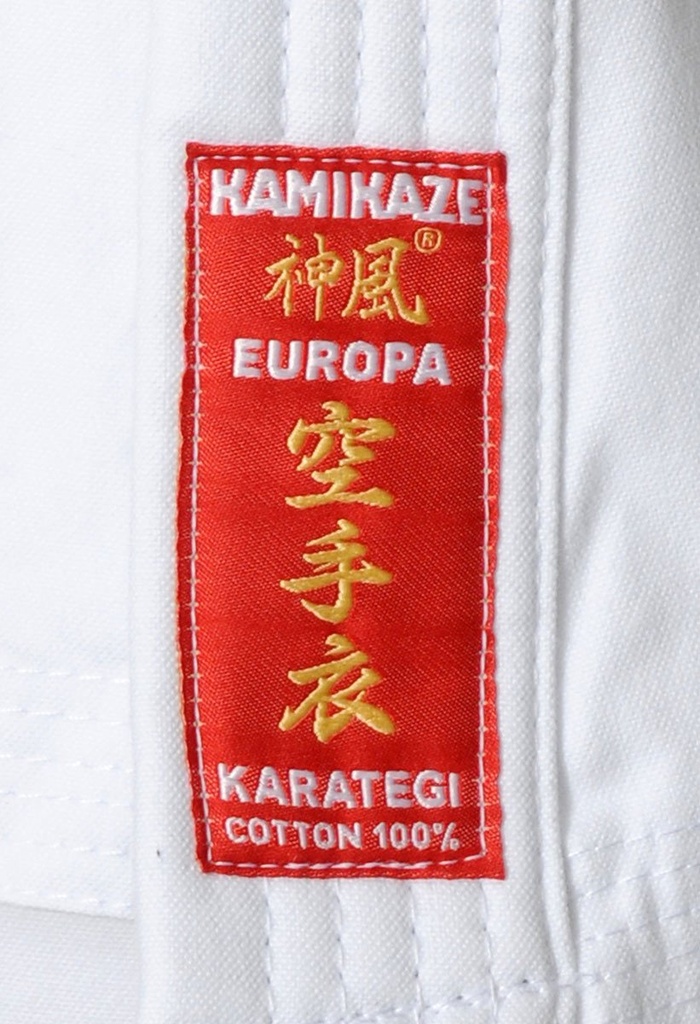 KAMIKAZE
神風®
EUROPA
空
手
衣
KARATEGI
COTTON 100%